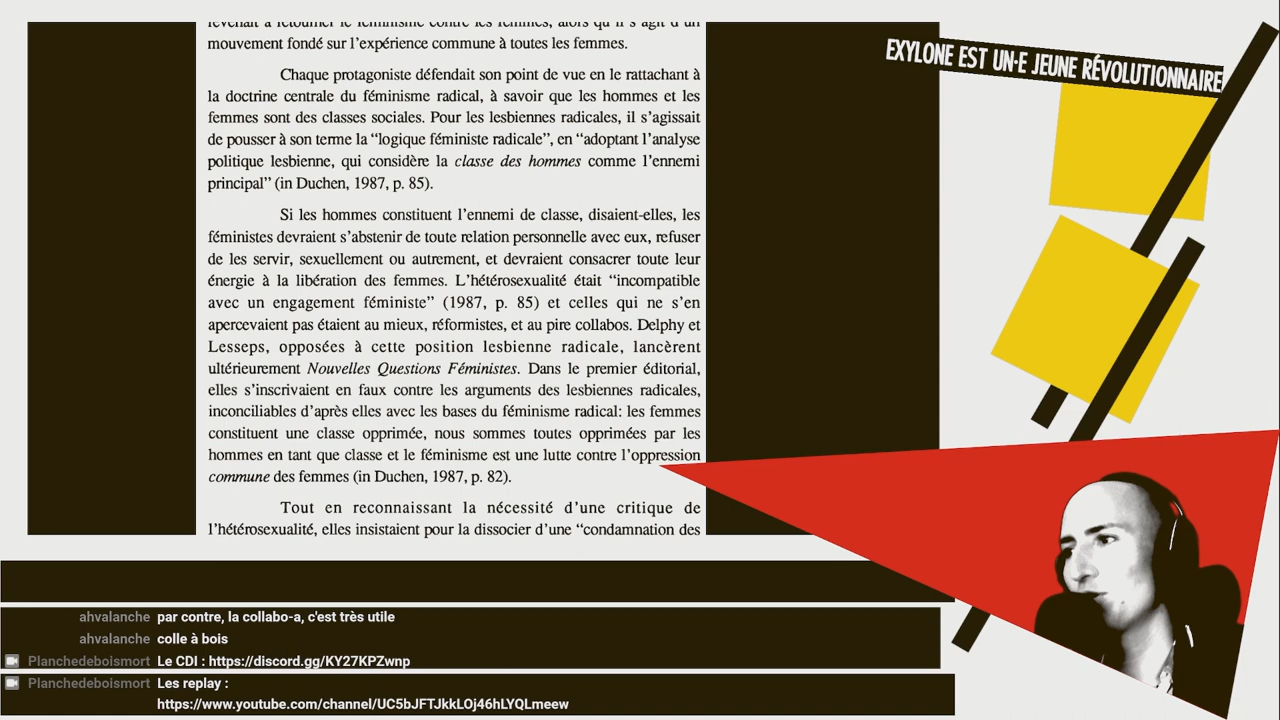 revenait à retourner le féminisme contre les femmes, alors qu'il s'agit d'un
mouvement fondé sur l'expérience commune à toutes les femmes.
Chaque protagoniste défendait son point de vue en le rattachant à
la doctrine centrale du féminisme radical, à savoir que les hommes et les
femmes sont des classes sociales. Pour les lesbiennes radicales, il s'agissait
de pousser à son terme la “logique féministe radicale”, en “adoptant l'analyse
politique lesbienne, qui considère la classe des hommes comme l'ennemi
principal” (in Duchen, 1987, p. 85).
Si les hommes constituent l'ennemi de classe, disaient-elles, les
féministes devraient s'abstenir de toute relation personnelle avec eux, refuser
de les servir, sexuellement ou autrement, et devraient consacrer toute leur
énergie à la libération des femmes. L'hétérosexualité était “incompatible
avec un engagement féministe” (1987, p. 85) et celles qui ne s'en
apercevaient pas étaient au mieux, réformistes, et au pire collabos. Delphy et
Lesseps, opposées à cette position lesbienne radicale, lancèrent
ultérieurement Nouvelles Questions Féministes. Dans le premier éditorial,
elles s'inscrivaient en faux contre les arguments des lesbiennes radicales,
inconciliables d'après elles avec les bases du féminisme radical: les femmes
constituent une classe opprimée, nous sommes toutes opprimées par les
hommes en tant que classe et le féminisme est une lutte contre l'oppression
commune des femmes (in Duchen, 1987, p. 82).
Tout en reconnaissant la nécessité d'une critique de
l'hétérosexualité, elles insistaient pour la dissocier d'une “condamnation des
EXYLONE EST UN·E JEUNE RÉVOLUTIONNAIRE
ahvalanche par contre, la collabo-a, c'est très utile
ahvalanche colle à bois
Planchedeboismort Le CDI : https://discord.gg/KY27KPZwnp
Planchedeboismort Les replay :
https://www.youtube.com/channel/UC5bJFTJkkLOj46hLYQLmeew